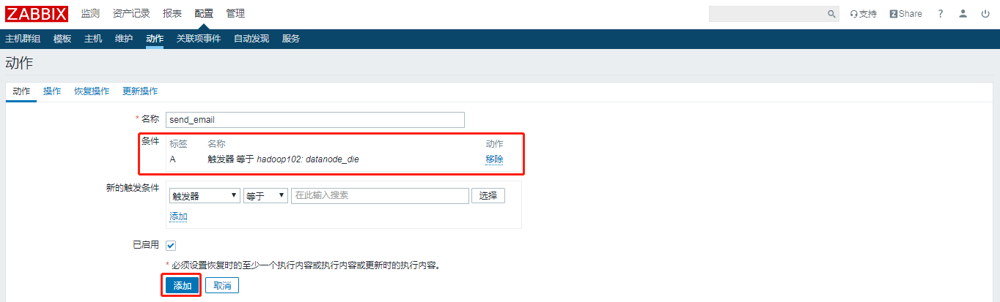 ZABBIX 监测 资产记录 报表 配置 管理 支持 Z Share ?
主机群组 模板 主机 维护 动作 关联项事件 自动发现 服务
动作
动作 操作 恢复操作 更新操作
* 名称 send_email
条件 标签 名称 动作
A 触发器 等于 hadoop102: datanode_die 移除
新的触发条件 触发器 等于 在此输入搜索 选择
添加
已启用
* 必须设置恢复时的至少一个执行内容或执行内容或更新时的执行内容。
添加 取消